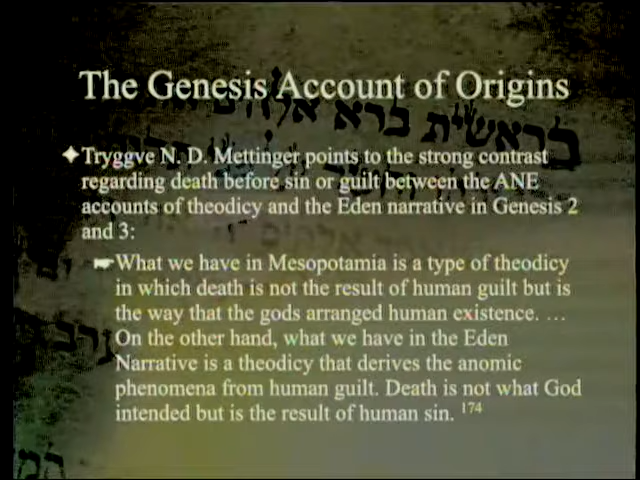 The Genesis Account of Origins
בראשית ברא אלהים
Tryggve N. D. Mettinger points to the strong contrast
regarding death before sin or guilt between the ANE
accounts of theodicy and the Eden narrative in Genesis 2
and 3:
What we have in Mesopotamia is a type of theodicy
in which death is not the result of human guilt but is
the way that the gods arranged human existence. …
On the other hand, what we have in the Eden
Narrative is a theodicy that derives the anomic
phenomena from human guilt. Death is not what God
intended but is the result of human sin. 174